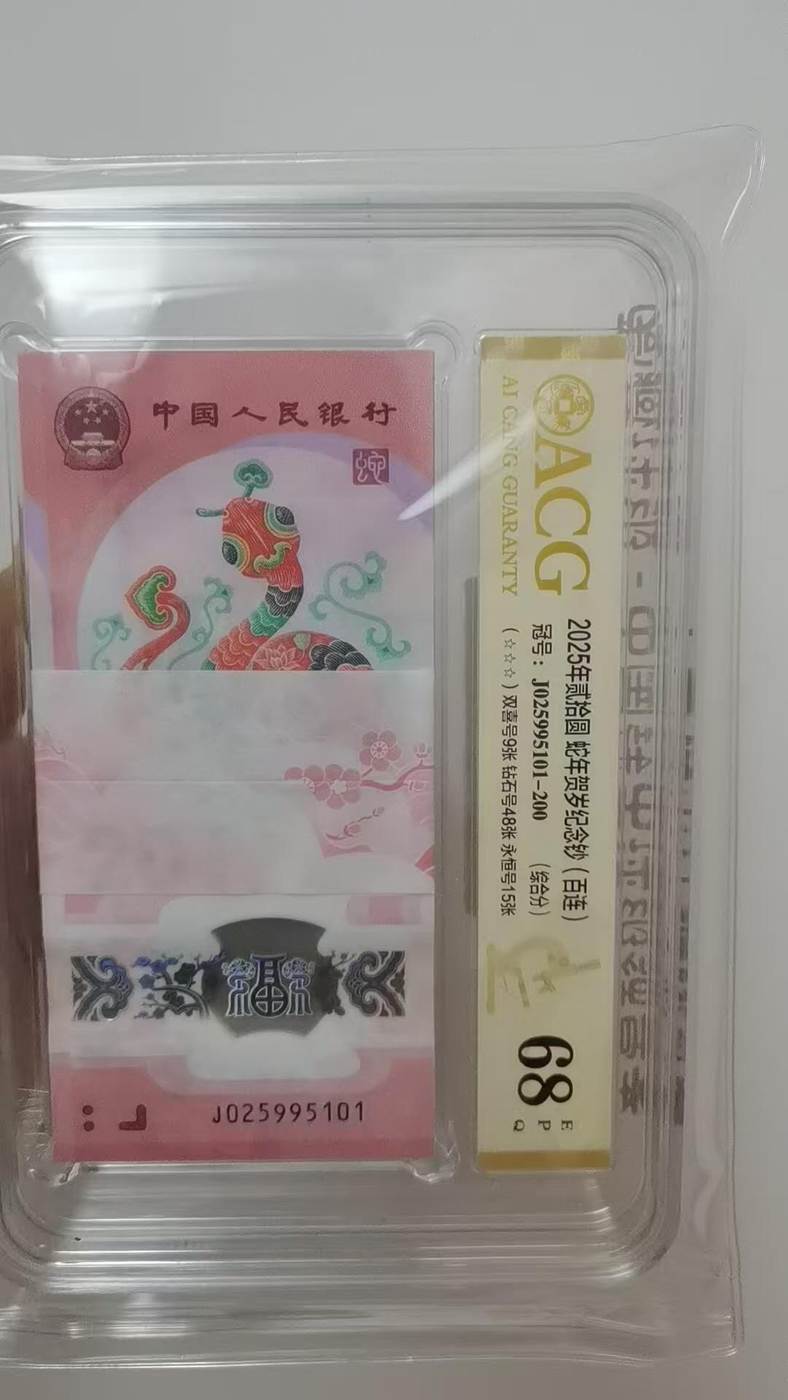 中国人民银行
蛇
福
J025995101
ACG
AI CANG GUARANTY
2025年贰拾圆 蛇年贺岁纪念钞（百连）
冠号：J025995101-200 （综合分）
（☆☆☆）双喜号9张 钻石号48张 永恒号15张
68
E
P
Q